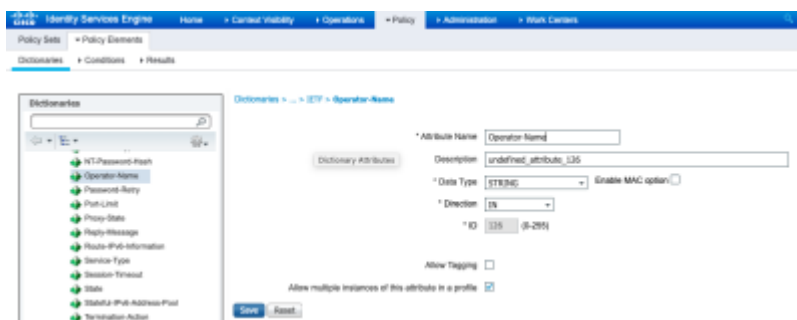 CISCO Identity Services Engine Home Context Visibility Operations Policy Administration Work Centers
Policy Sets Policy Elements
Dictionaries Conditions Results
Dictionaries
Dictionaries > ... > IETF > Operator-Name
NT-Password-Hash
Operator-Name
Password-Retry
Port-Limit
Proxy-State
Reply-Message
Route-IPv6-Information
Service-Type
Session-Timeout
State
Stateful-IPv6-Address-Pool
Termination-Action
* Attribute Name Operator-Name
Dictionary Attributes
Description undefined_attribute_126
* Data Type STRING Enable MAC option
* Direction IN
* ID 126 (0-255)
Allow Tagging
Allow multiple instances of this attribute in a profile
Save Reset